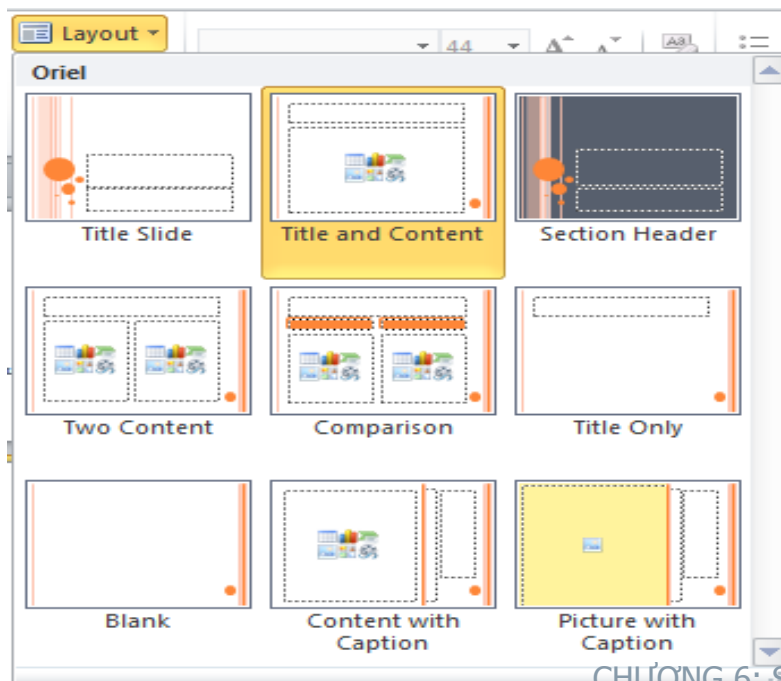 Layout
44
Oriel
Title Slide
Title and Content
Section Header
Two Content
Comparison
Title Only
Blank
Content with
Caption
Picture with
Caption
CHƯƠNG 6: